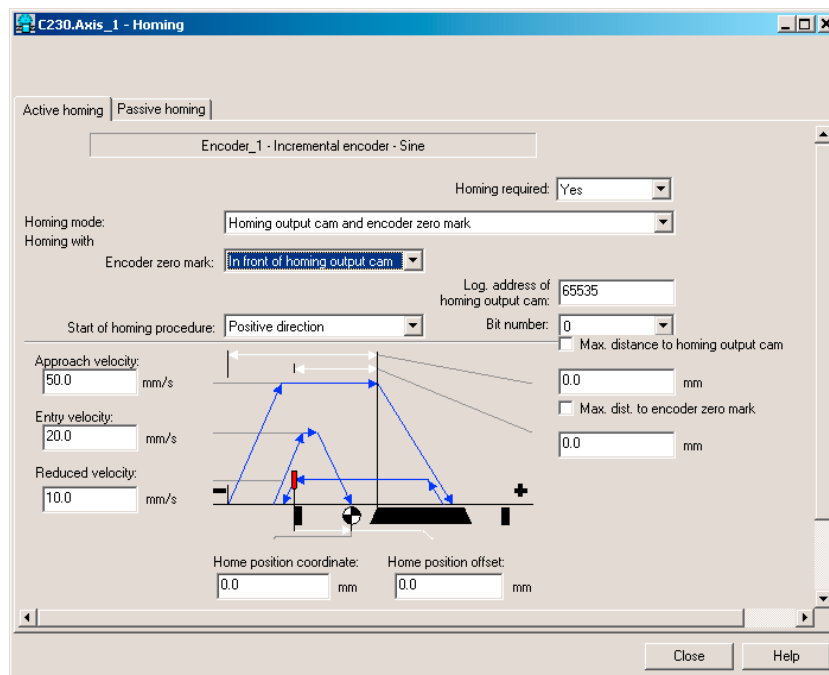 C230.Axis_1 - Homing
Active homing
Passive homing
Encoder_1 - Incremental encoder - Sine
Homing required: Yes
Homing mode: Homing output cam and encoder zero mark
Homing with
Encoder zero mark: In front of homing output cam
Log. address of
homing output cam: 65535
Start of homing procedure: Positive direction
Bit number: 0
Max. distance to homing output cam
Approach velocity:
50.0 mm/s
0.0 mm
Max. dist. to encoder zero mark
Entry velocity:
20.0 mm/s
0.0 mm
Reduced velocity:
10.0 mm/s
Home position coordinate:
0.0 mm
Home position offset:
0.0 mm
Close
Help